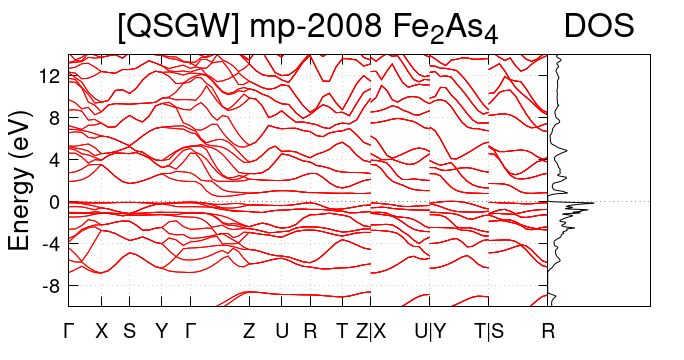 [QSGW] mp-2008 Fe₂As₄ DOS
12
8
4
0
-4
-8
Energy (eV)
Γ X S Y Γ Z U R T Z|X U|Y T|S R